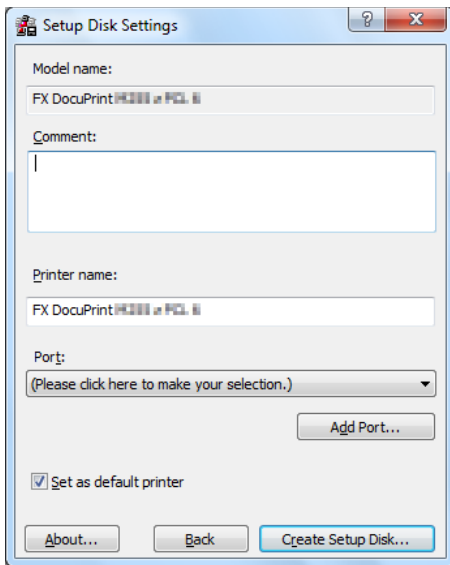 Setup Disk Settings
Model name:
FX DocuPrint
Comment:
Printer name:
FX DocuPrint
Port:
(Please click here to make your selection.)
Add Port...
Set as default printer
About... Back Create Setup Disk...